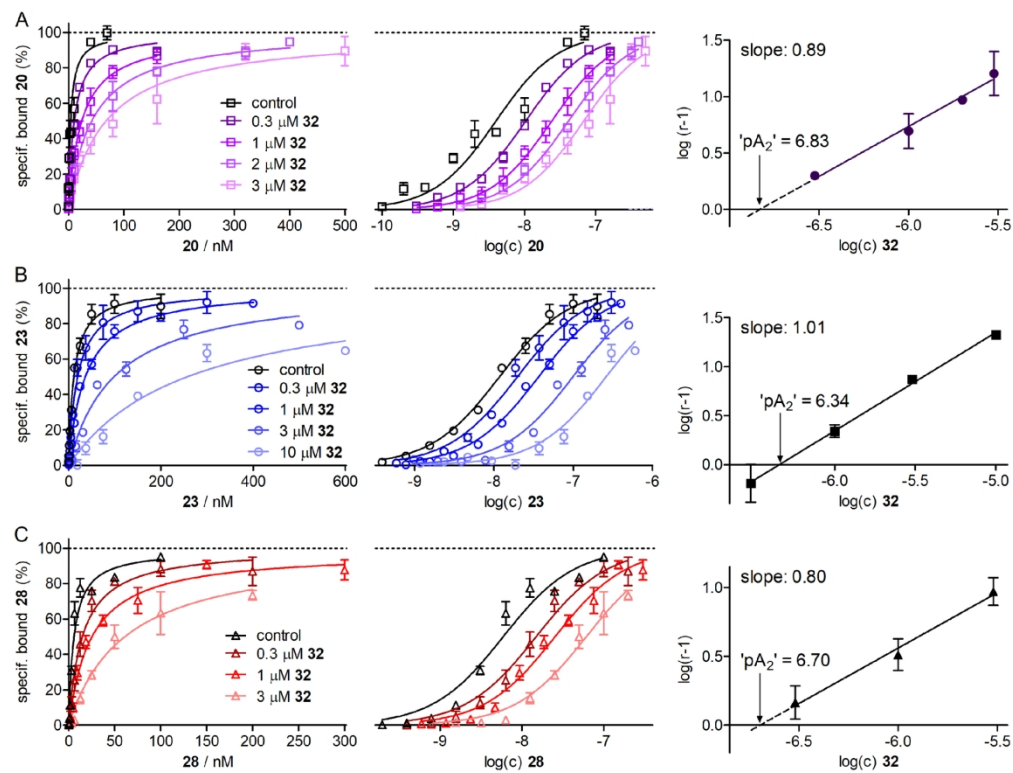 A
specif. bound 20 (%)
100
80
60
40
20
0
control
0.3 μM 32
1 μM 32
2 μM 32
3 μM 32
0 100 200 300 400 500
20 / nM
100
80
60
40
20
0
-10 -9 -8 -7 -6
log(c) 20
log (r-1)
1.5
1.0
0.5
0.0
slope: 0.89
'pA2' = 6.83
-6.5 -6.0 -5.5
log(c) 32
B
specif. bound 23 (%)
100
80
60
40
20
0
control
0.3 μM 32
1 μM 32
3 μM 32
10 μM 32
0 200 400 600
23 / nM
-9 -8 -7 -6
log(c) 23
log(r-1)
1.5
1.0
0.5
0.0
slope: 1.01
'pA2' = 6.34
-6.0 -5.5 -5.0
log(c) 32
C
specif. bound 28 (%)
100
80
60
40
20
0
control
0.3 μM 32
1 μM 32
3 μM 32
0 50 100 150 200 250 300
28 / nM
-9 -8 -7
log(c) 28
log(r-1)
1.5
1.0
0.5
0.0
slope: 0.80
'pA2' = 6.70
-6.5 -6.0 -5.5
log(c) 32